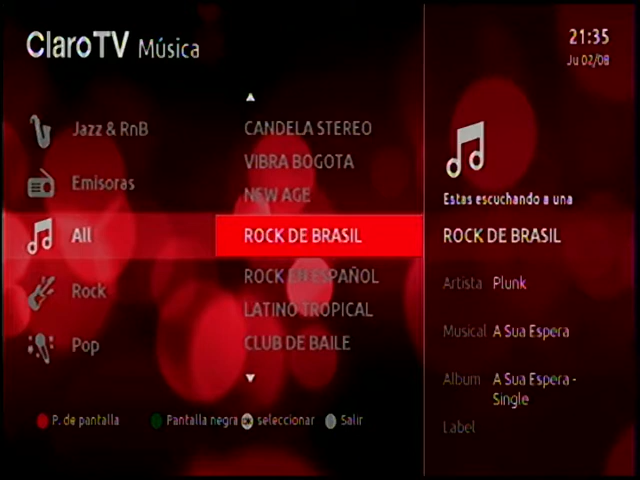 ClaroTV Música
21:35
Ju 02/08
Jazz & RnB
Emisoras
All
Rock
Pop
CANDELA STEREO
VIBRA BOGOTA
NEW AGE
ROCK DE BRASIL
ROCK EN ESPAÑOL
LATINO TROPICAL
CLUB DE BAILE
Estas escuchando a una
ROCK DE BRASIL
Artista Plunk
Musical A Sua Espera
Album A Sua Espera -
Single
Label
P. de pantalla Pantalla negra OK seleccionar Salir